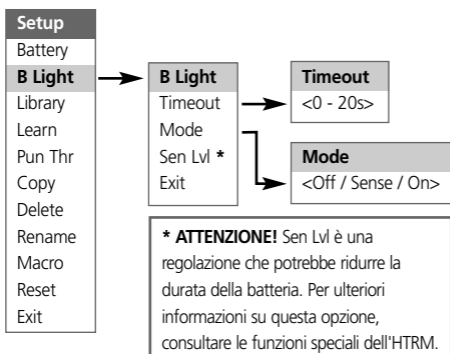 Setup
Battery
B Light
Library
Learn
Pun Thr
Copy
Delete
Rename
Macro
Reset
Exit
B Light
Timeout
Mode
Sen Lvl *
Exit
Timeout
<0 - 20s>
Mode
<Off / Sense / On>
* ATTENZIONE! Sen Lvl è una
regolazione che potrebbe ridurre la
durata della batteria. Per ulteriori
informazioni su questa opzione,
consultare le funzioni speciali dell'HTRM.